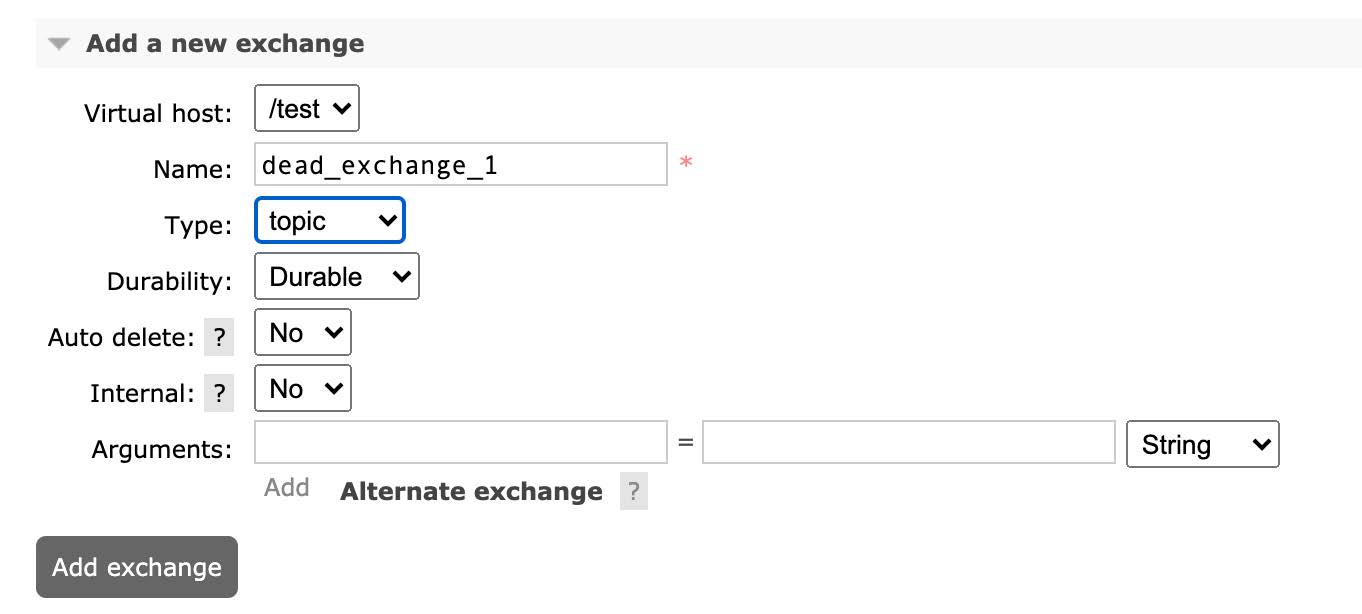 Add a new exchange
Virtual host: /test
Name: dead_exchange_1 *
Type: topic
Durability: Durable
Auto delete: ? No
Internal: ? No
Arguments: = String
Add Alternate exchange ?
Add exchange